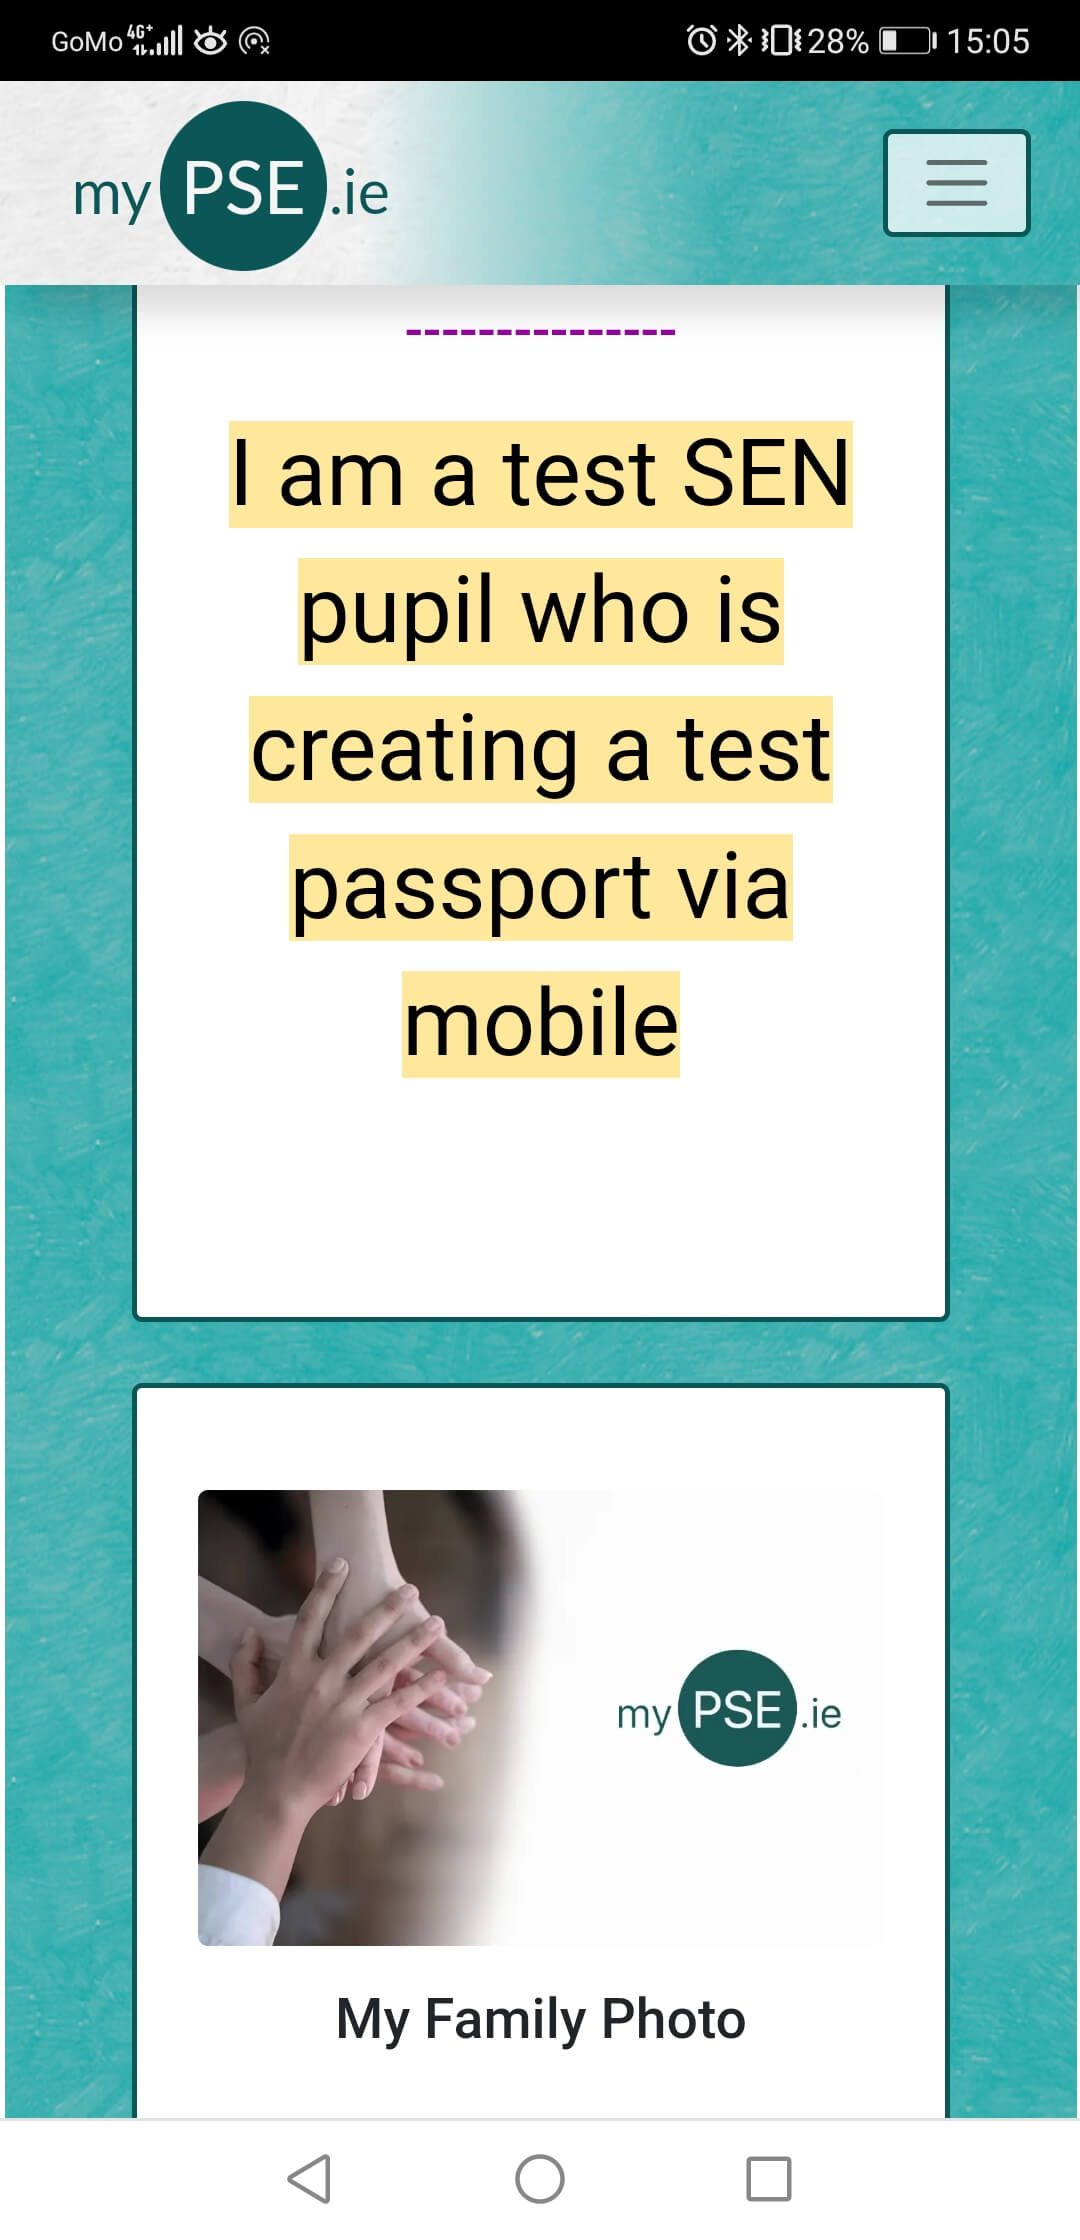 GoMo 4G+ 28% 15:05
my PSE .ie
---------------
I am a test SEN
pupil who is
creating a test
passport via
mobile
my PSE .ie
My Family Photo